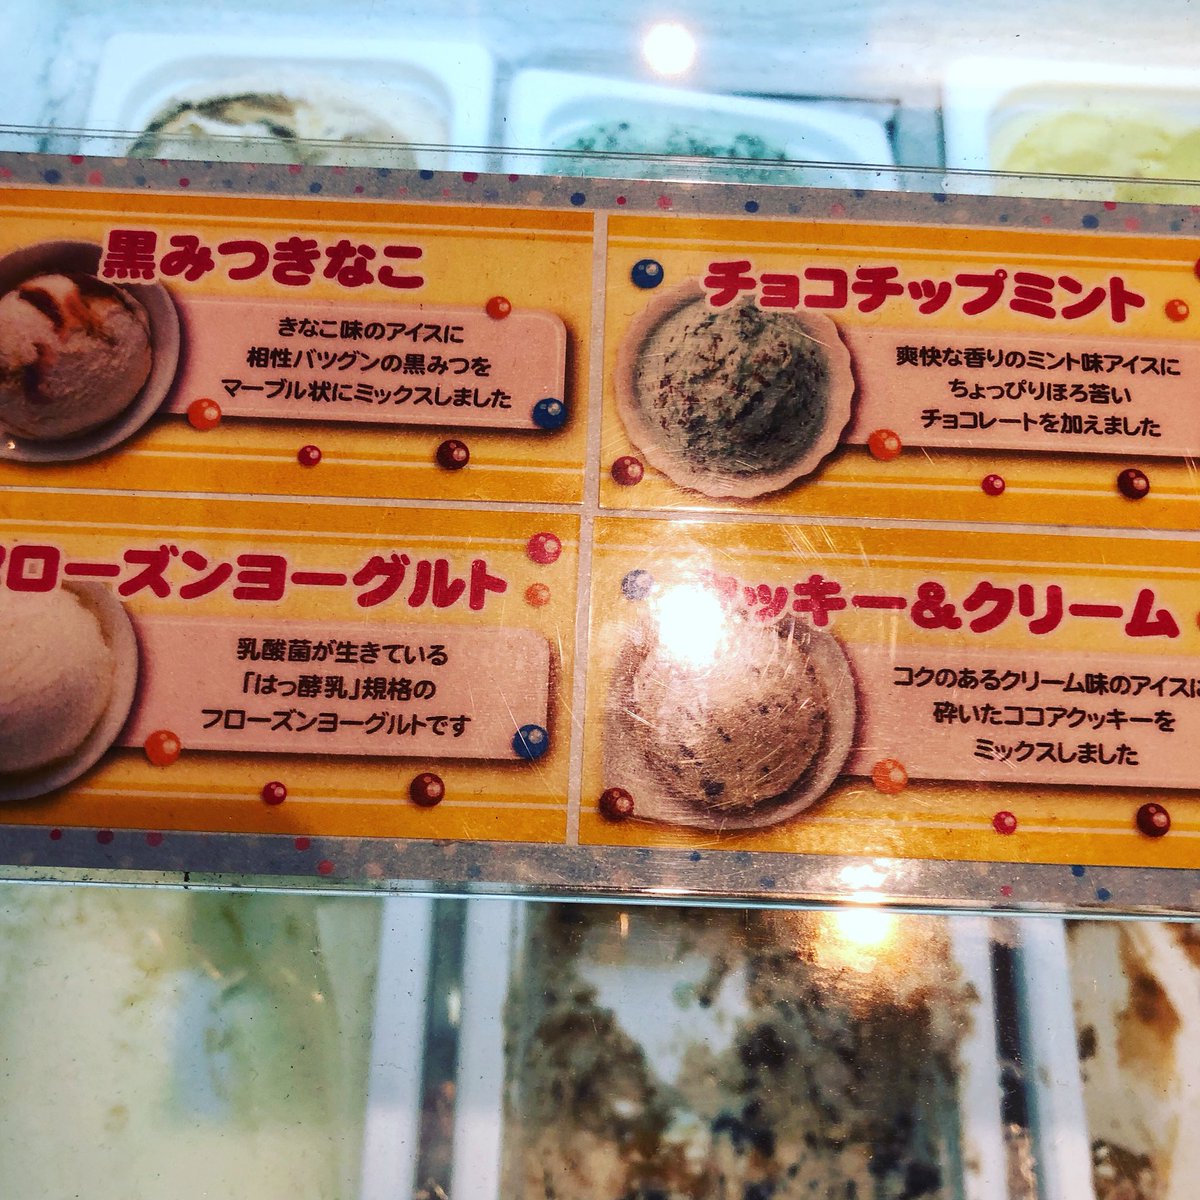 黒みつきなこ
きなこ味のアイスに
相性バツグンの黒みつを
マーブル状にミックスしました
チョコチップミント
爽快な香りのミント味アイスに
ちょっぴりほろ苦い
チョコレートを加えました
フローズンヨーグルト
乳酸菌が生きている
「はっ酵乳」規格の
フローズンヨーグルトです
クッキー&クリーム
コクのあるクリーム味のアイスに
砕いたココアクッキーを
ミックスしました